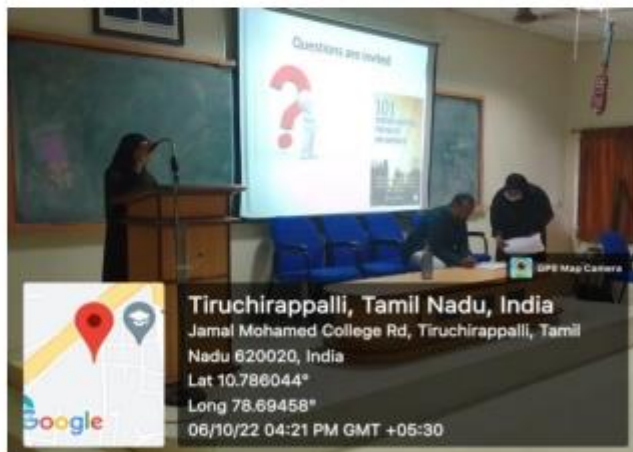 Questions are invited
?
101
GPS Map Camera
Tiruchirappalli, Tamil Nadu, India
Jamal Mohamed College Rd, Tiruchirappalli, Tamil
Nadu 620020, India
Lat 10.786044°
Long 78.69458°
06/10/22 04:21 PM GMT +05:30
Google